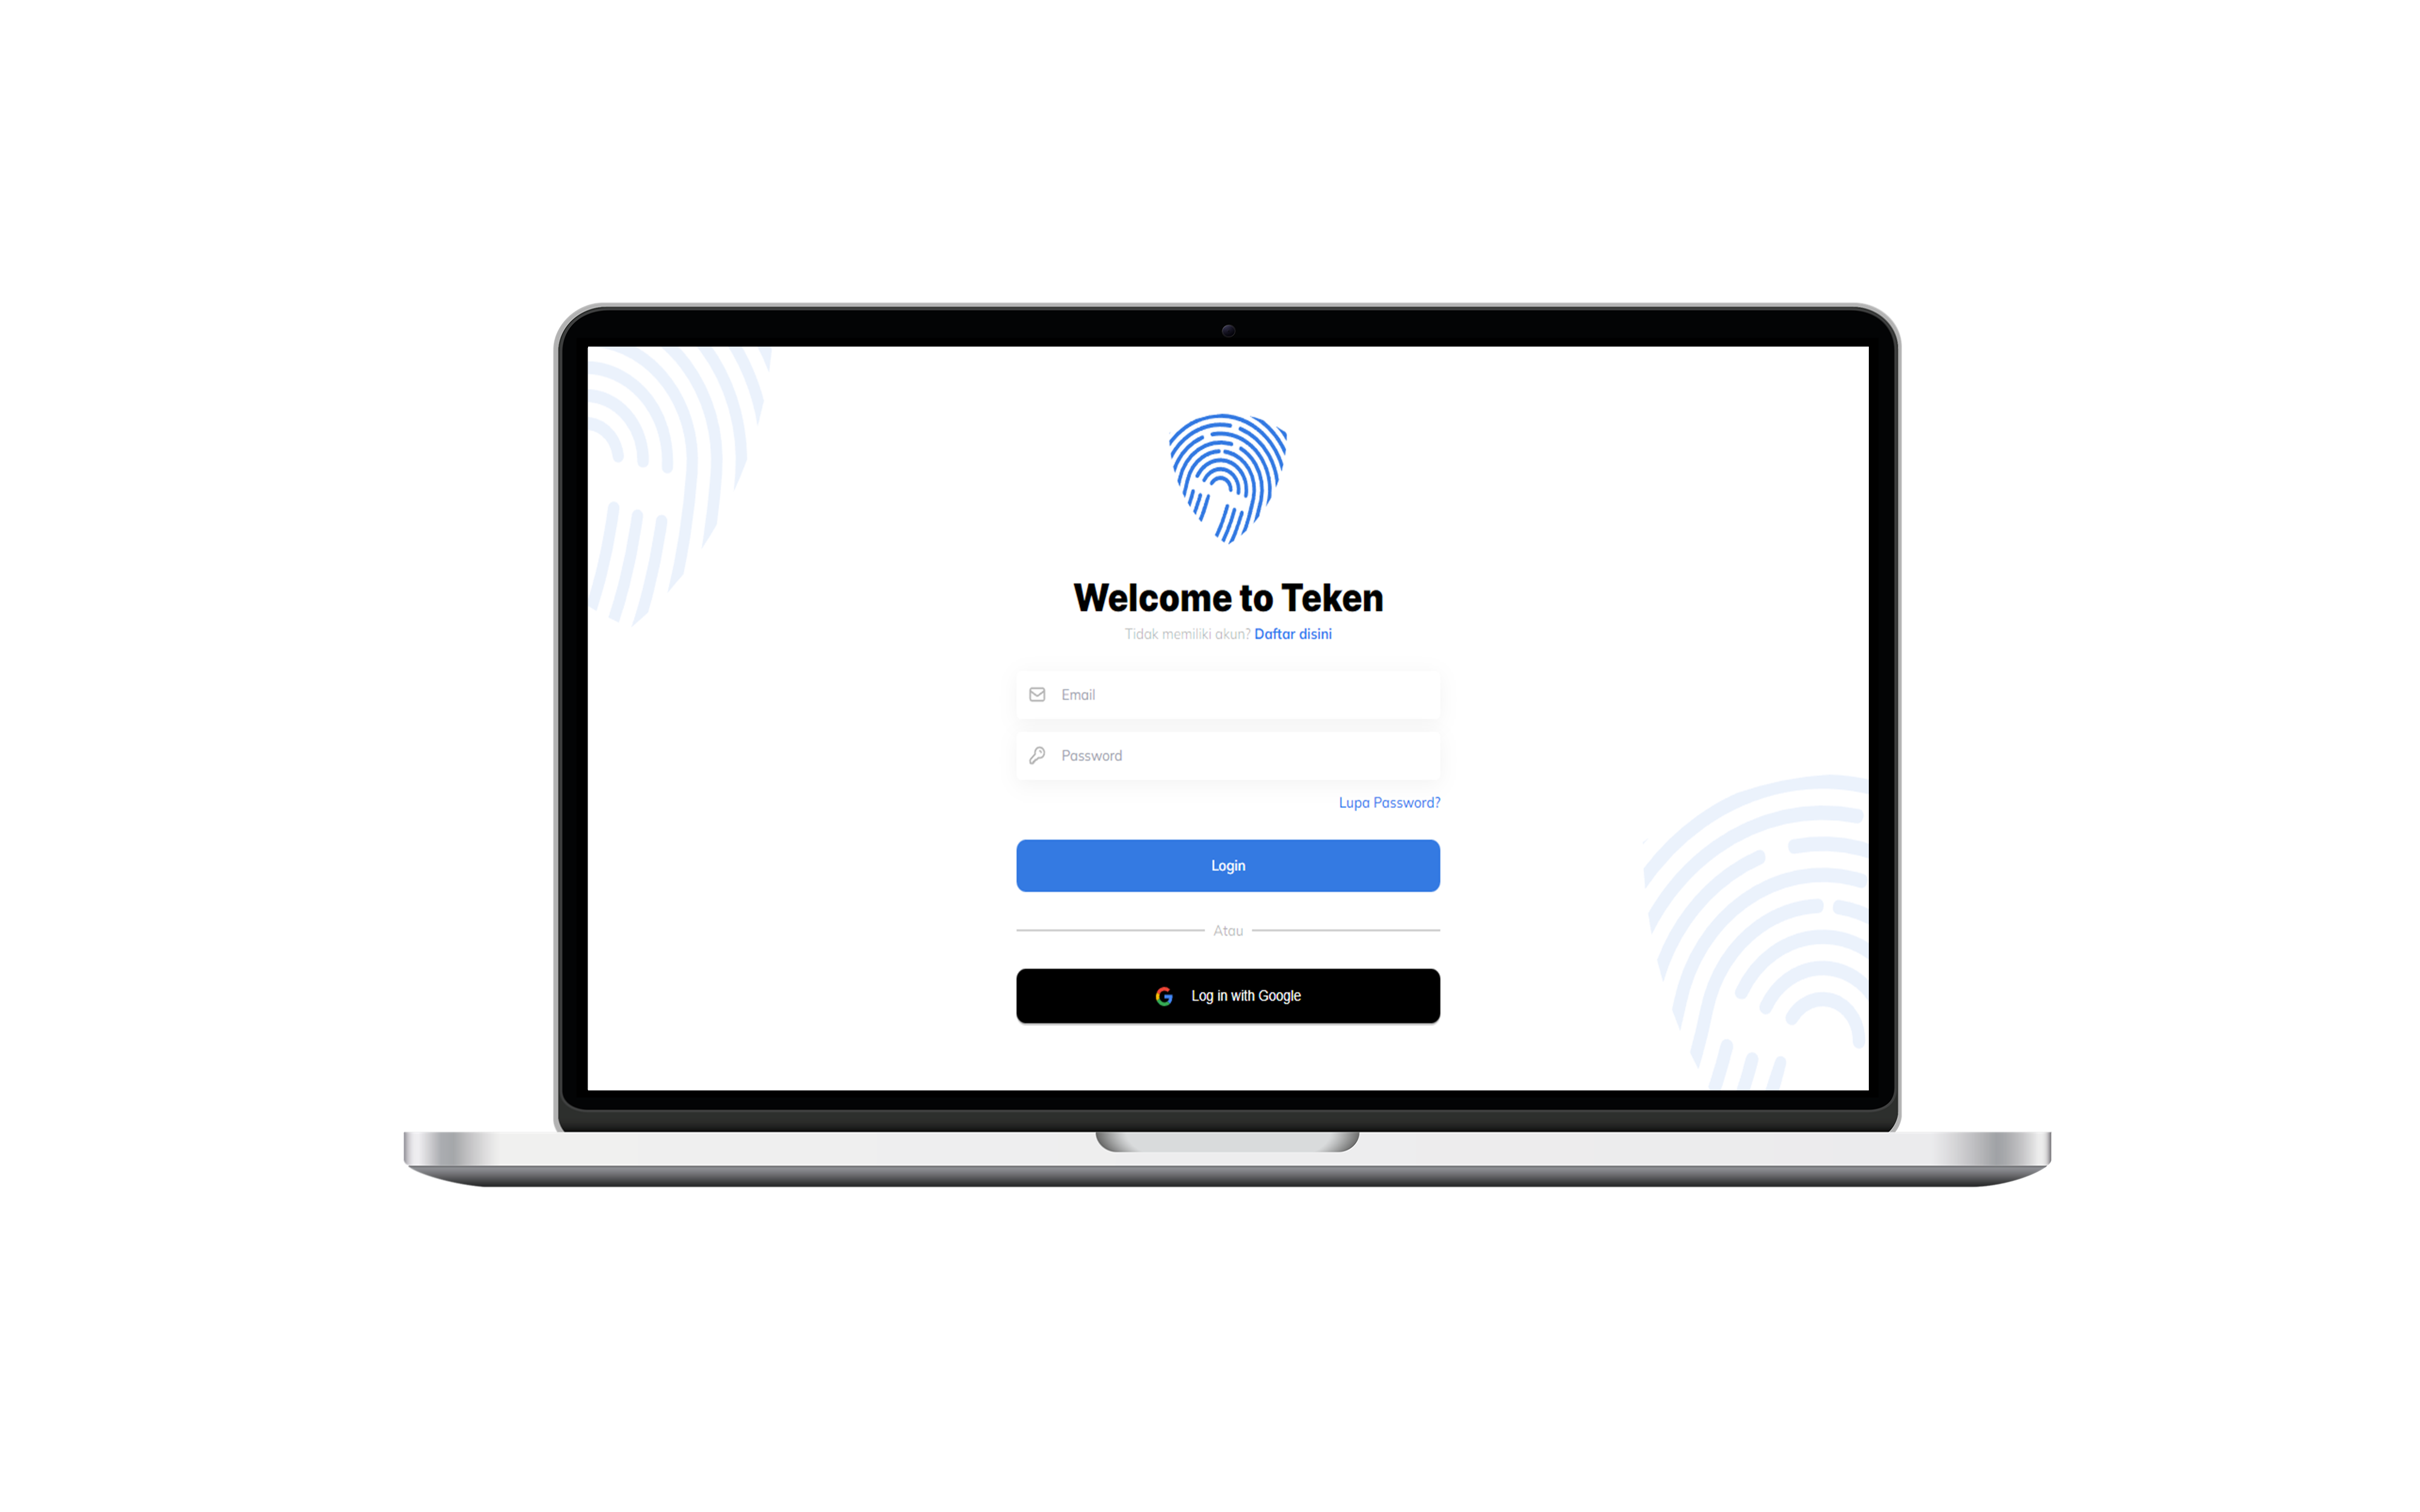 Welcome to Teken
Tidak memiliki akun? Daftar disini
Email
Password
Lupa Password?
Login
Atau
Log in with Google